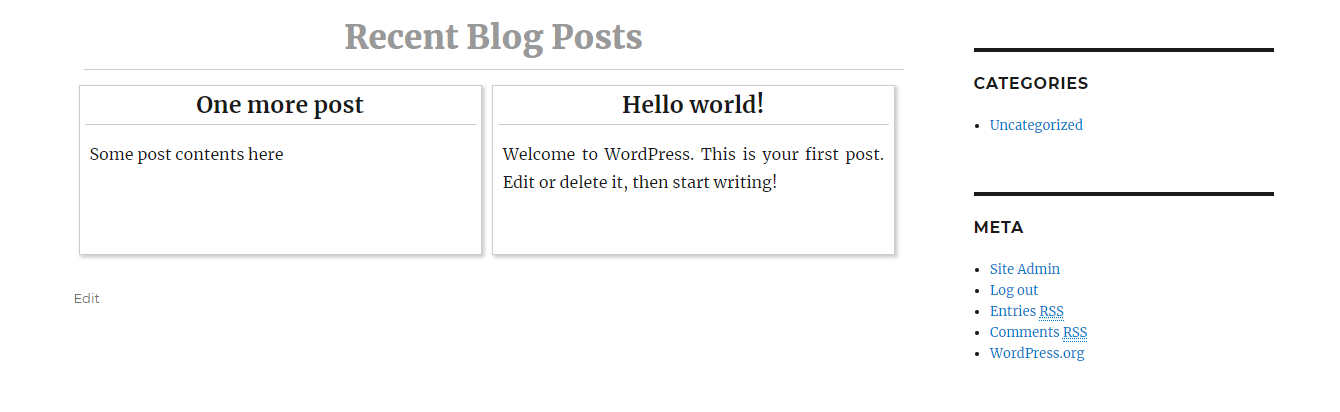 Recent Blog Posts
One more post
Some post contents here
Hello world!
Welcome to WordPress. This is your first post.
Edit or delete it, then start writing!
Edit
CATEGORIES
Uncategorized
META
Site Admin
Log out
Entries RSS
Comments RSS
WordPress.org